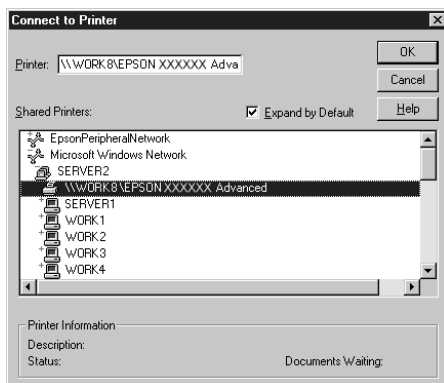 Connect to Printer
Printer: \\WORK8\EPSON XXXXXX Adva
OK
Cancel
Help
Shared Printers:
Expand by Default
EpsonPeripheralNetwork
Microsoft Windows Network
SERVER2
\\WORK8\EPSON XXXXXX Advanced
SERVER1
WORK1
WORK2
WORK3
WORK4
Printer Information
Description:
Status: Documents Waiting: